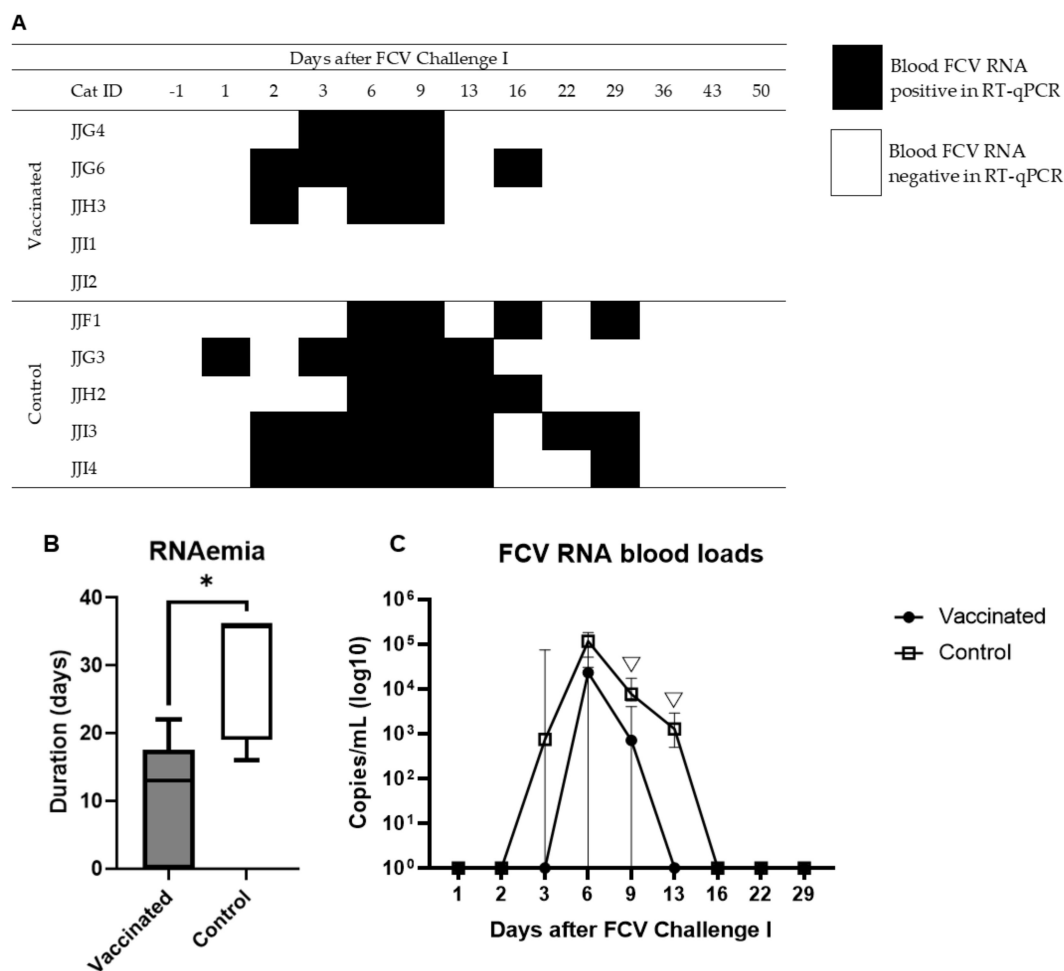 A
Days after FCV Challenge I
Cat ID -1 1 2 3 6 9 13 16 22 29 36 43 50
Vaccinated
JJG4
JJG6
JJH3
JJI1
JJI2
Control
JJF1
JJG3
JJH2
JJI3
JJI4
Blood FCV RNA
positive in RT-qPCR
Blood FCV RNA
negative in RT-qPCR
B
RNAemia
*
Duration (days)
40
30
20
10
0
Vaccinated
Control
C
FCV RNA blood loads
Copies/mL (log10)
10⁶
10⁵
10⁴
10³
10²
10¹
10⁰
1 2 3 6 9 13 16 22 29
Days after FCV Challenge I
Vaccinated
Control